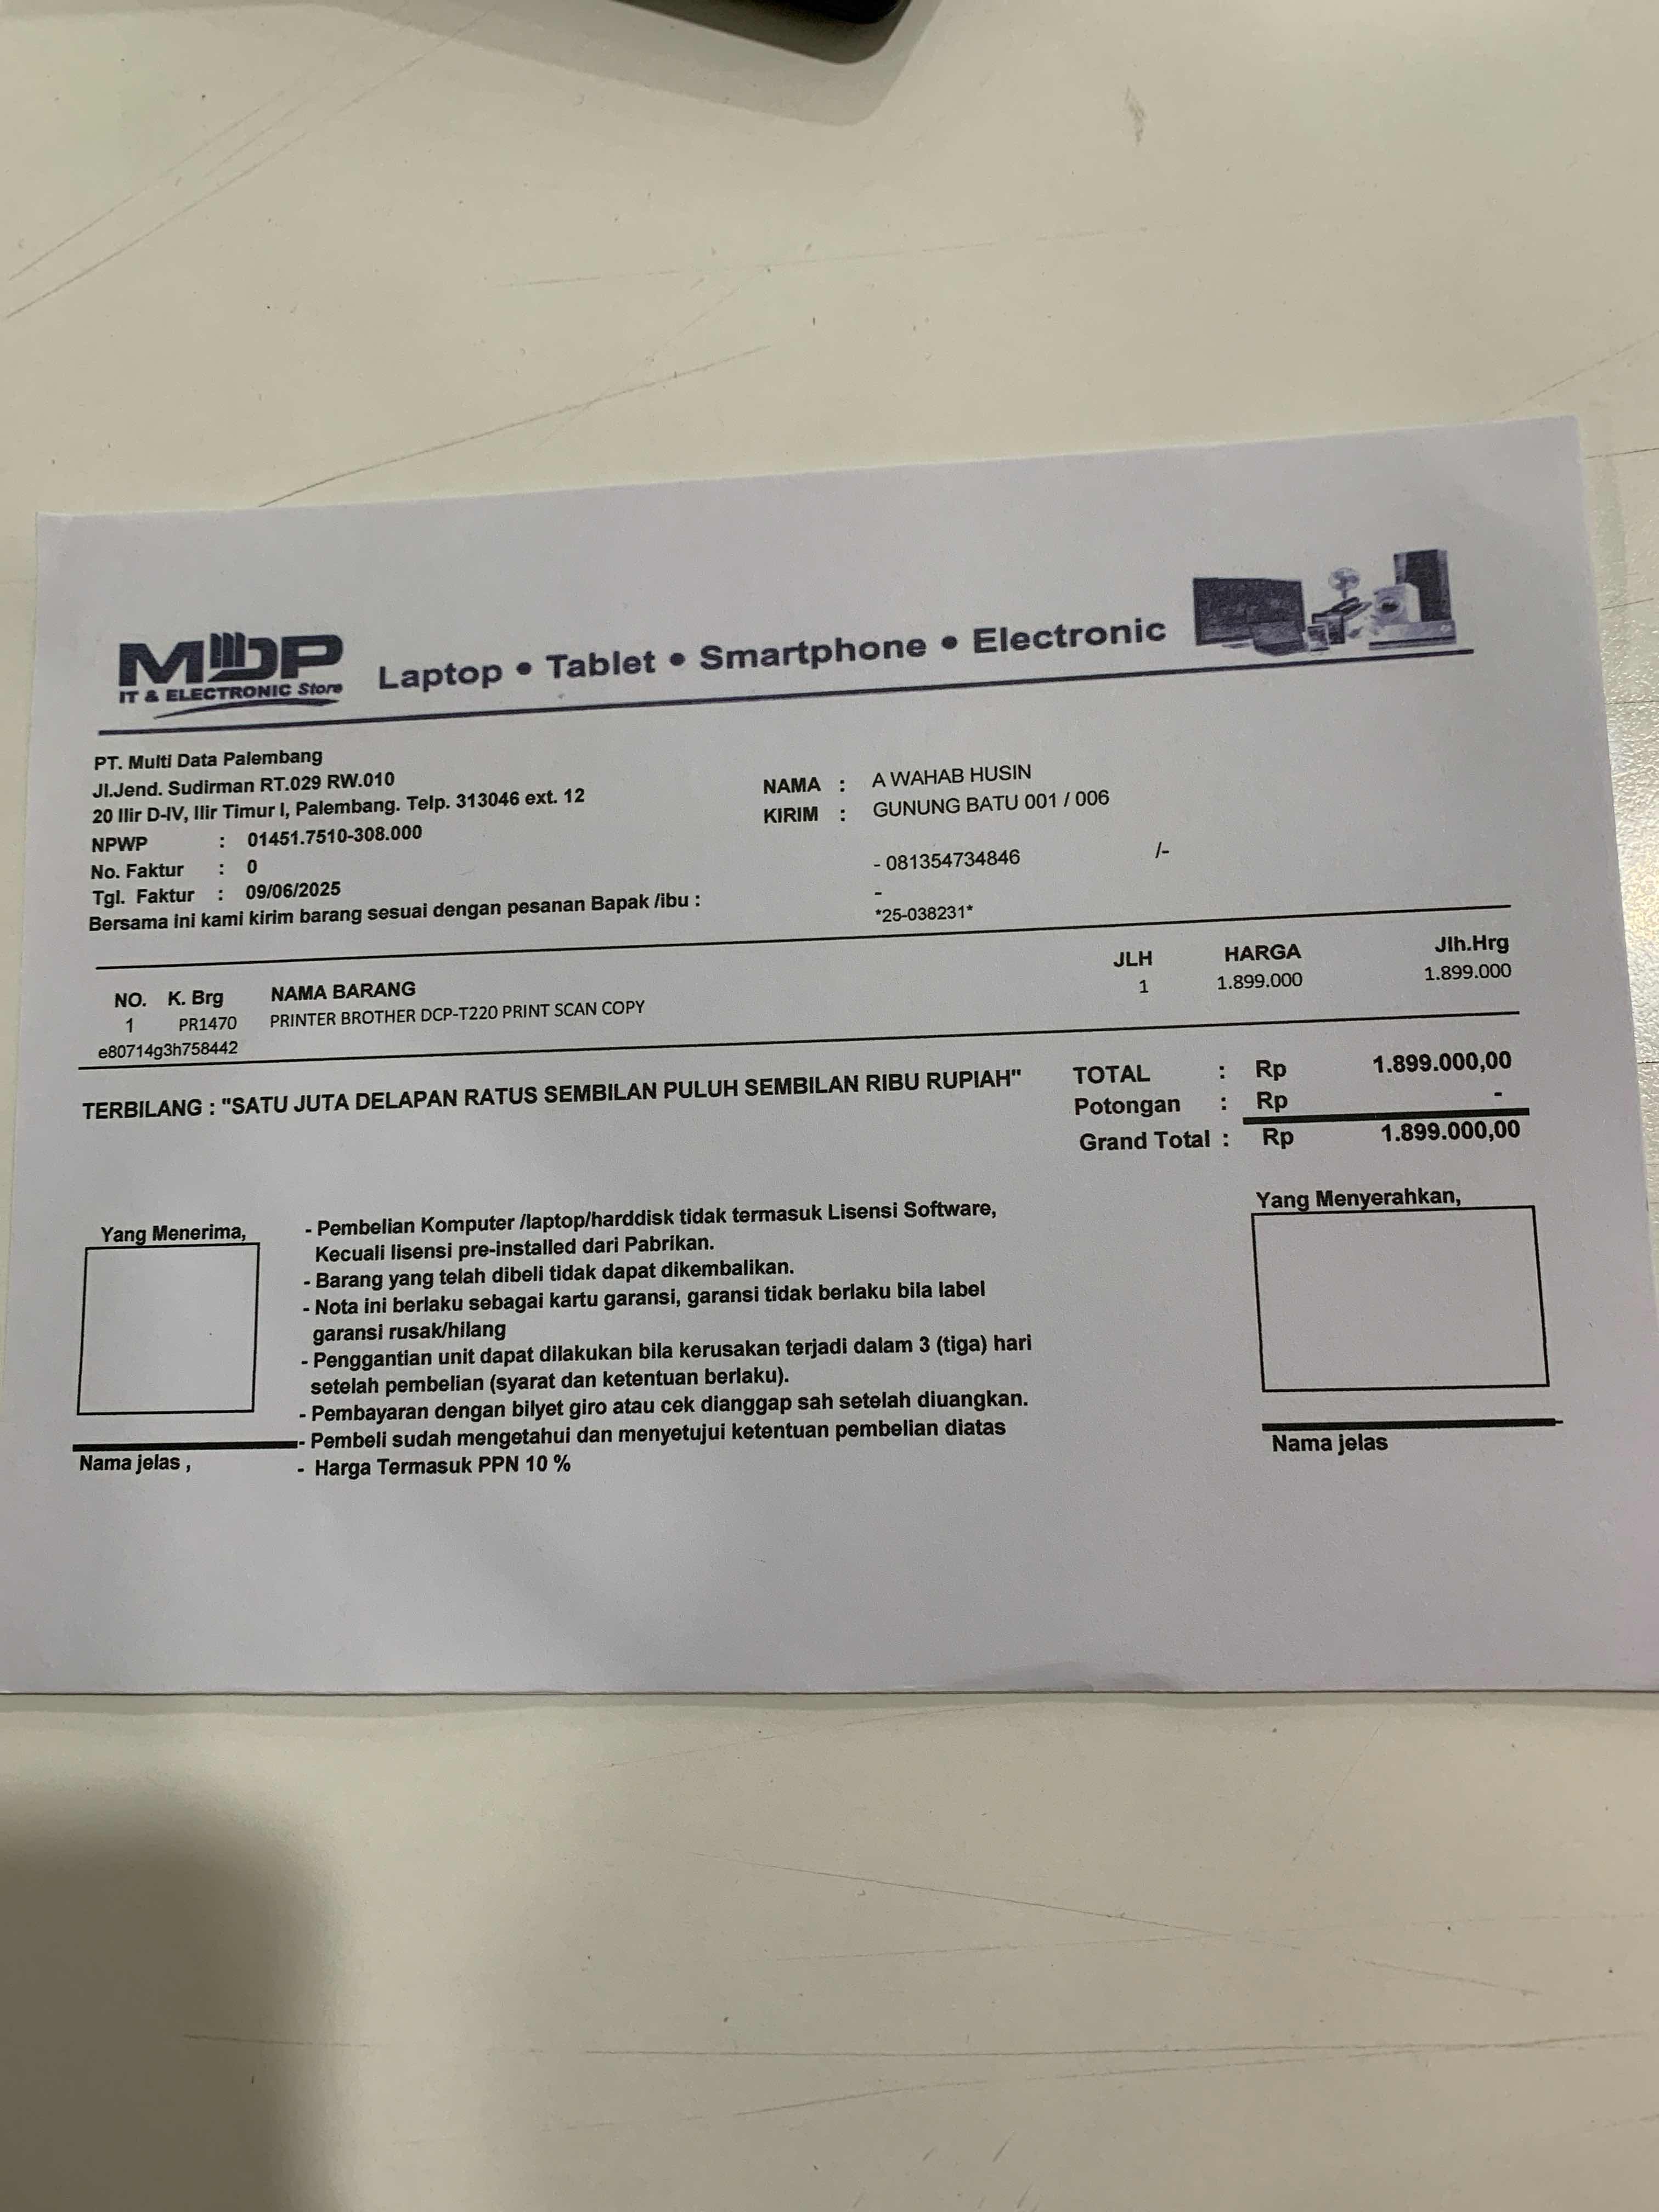 MDP
IT & ELECTRONIC Store
Laptop • Tablet • Smartphone • Electronic
PT. Multi Data Palembang
Jl.Jend. Sudirman RT.029 RW.010
20 Ilir D-IV, Ilir Timur I, Palembang. Telp. 313046 ext. 12
NPWP : 01451.7510-308.000
No. Faktur : 0
Tgl. Faktur : 09/06/2025
Bersama ini kami kirim barang sesuai dengan pesanan Bapak /ibu :
NAMA : A WAHAB HUSIN
KIRIM : GUNUNG BATU 001 / 006
- 081354734846 /-
-
*25-038231*
NO. K. Brg NAMA BARANG JLH HARGA Jlh.Hrg
1 PR1470 PRINTER BROTHER DCP-T220 PRINT SCAN COPY 1 1.899.000 1.899.000
e80714g3h758442
TERBILANG : "SATU JUTA DELAPAN RATUS SEMBILAN PULUH SEMBILAN RIBU RUPIAH"
TOTAL : Rp 1.899.000,00
Potongan : Rp -
Grand Total : Rp 1.899.000,00
Yang Menerima,
Nama jelas ,
- Pembelian Komputer /laptop/harddisk tidak termasuk Lisensi Software,
Kecuali lisensi pre-installed dari Pabrikan.
- Barang yang telah dibeli tidak dapat dikembalikan.
- Nota ini berlaku sebagai kartu garansi, garansi tidak berlaku bila label
garansi rusak/hilang
- Penggantian unit dapat dilakukan bila kerusakan terjadi dalam 3 (tiga) hari
setelah pembelian (syarat dan ketentuan berlaku).
- Pembayaran dengan bilyet giro atau cek dianggap sah setelah diuangkan.
- Pembeli sudah mengetahui dan menyetujui ketentuan pembelian diatas
- Harga Termasuk PPN 10 %
Yang Menyerahkan,
Nama jelas